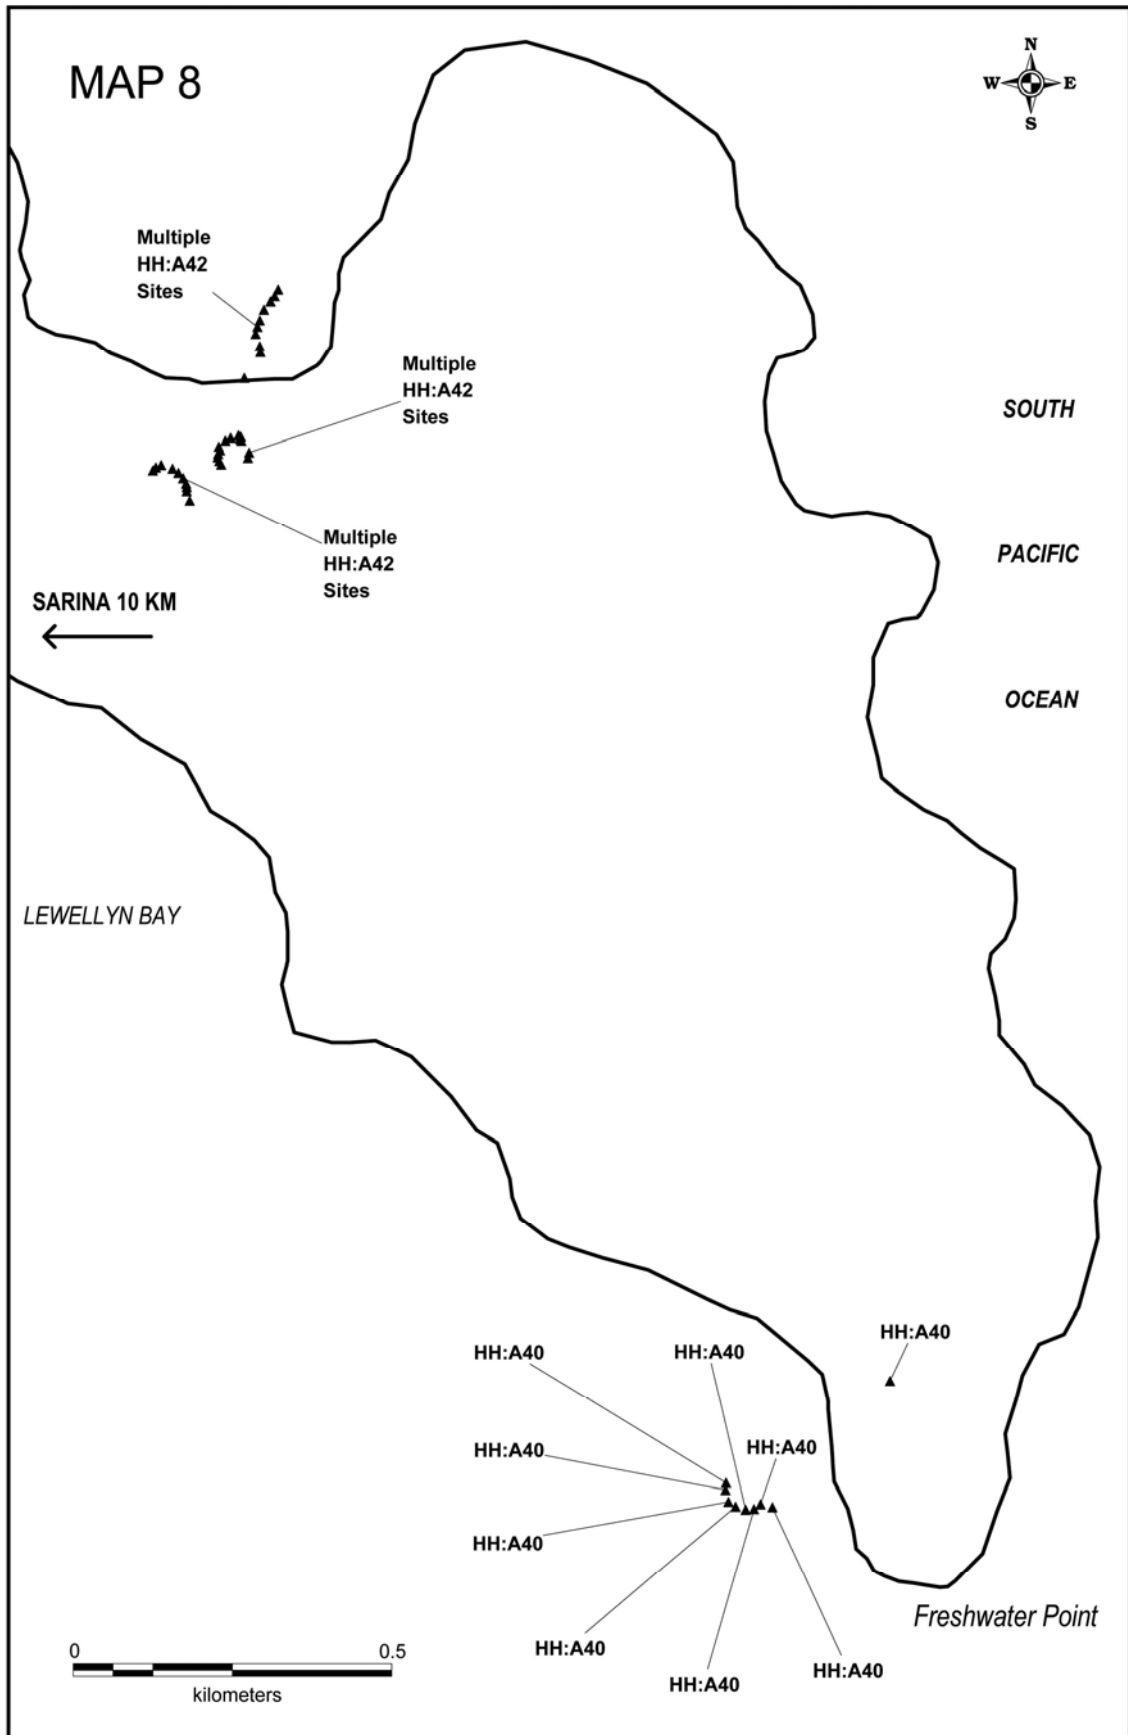 MAP 8
N
W E
S
Multiple
HH:A42
Sites
Multiple
HH:A42
Sites
SOUTH
Multiple
HH:A42
Sites
PACIFIC
SARINA 10 KM
OCEAN
LEWELLYN BAY
HH:A40
HH:A40
HH:A40
HH:A40
HH:A40
HH:A40
Freshwater Point
HH:A40
HH:A40
HH:A40
0 0.5
kilometers